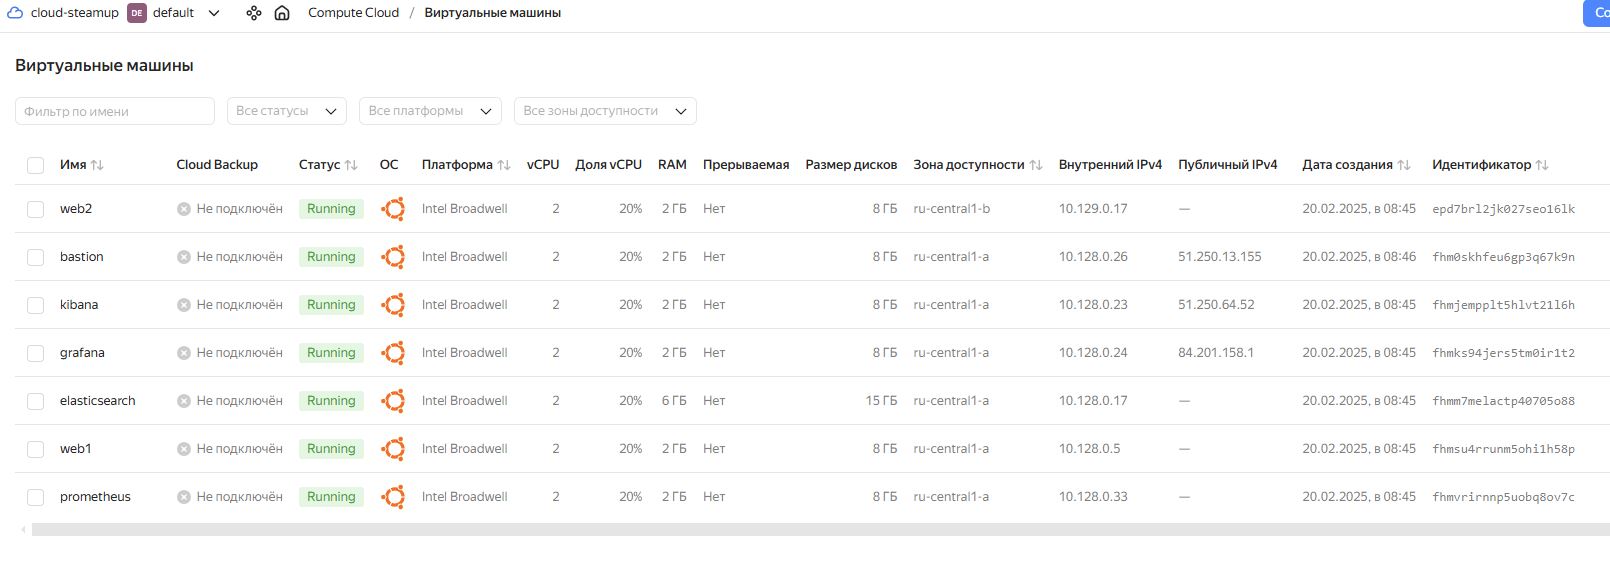 cloud-steamup DE default Compute Cloud / Виртуальные машины Со
Виртуальные машины
Фильтр по имени Все статусы Все платформы Все зоны доступности
Имя Cloud Backup Статус ОС Платформа vCPU Доля vCPU RAM Прерываемая Размер дисков Зона доступности Внутренний IPv4 Публичный IPv4 Дата создания Идентификатор
web2 Не подключён Running Intel Broadwell 2 20% 2 ГБ Нет 8 ГБ ru-central1-b 10.129.0.17 — 20.02.2025, в 08:45 epd7brl2jk027seo16lk
bastion Не подключён Running Intel Broadwell 2 20% 2 ГБ Нет 8 ГБ ru-central1-a 10.128.0.26 51.250.13.155 20.02.2025, в 08:46 fhm0skhfeu6gp3q67k9n
kibana Не подключён Running Intel Broadwell 2 20% 2 ГБ Нет 8 ГБ ru-central1-a 10.128.0.23 51.250.64.52 20.02.2025, в 08:45 fhmjempplt5hlvt21l6h
grafana Не подключён Running Intel Broadwell 2 20% 2 ГБ Нет 8 ГБ ru-central1-a 10.128.0.24 84.201.158.1 20.02.2025, в 08:45 fhmks94jers5tm0ir1t2
elasticsearch Не подключён Running Intel Broadwell 2 20% 6 ГБ Нет 15 ГБ ru-central1-a 10.128.0.17 — 20.02.2025, в 08:45 fhmm7melactp40705o88
web1 Не подключён Running Intel Broadwell 2 20% 2 ГБ Нет 8 ГБ ru-central1-a 10.128.0.5 — 20.02.2025, в 08:45 fhmsu4rrunm5ohi1h58p
prometheus Не подключён Running Intel Broadwell 2 20% 2 ГБ Нет 8 ГБ ru-central1-a 10.128.0.33 — 20.02.2025, в 08:45 fhmvrirnnp5uobq8ov7c